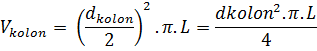 V_kolon = (d_kolon / 2)^2 . π . L = dkolon^2 . π . L / 4